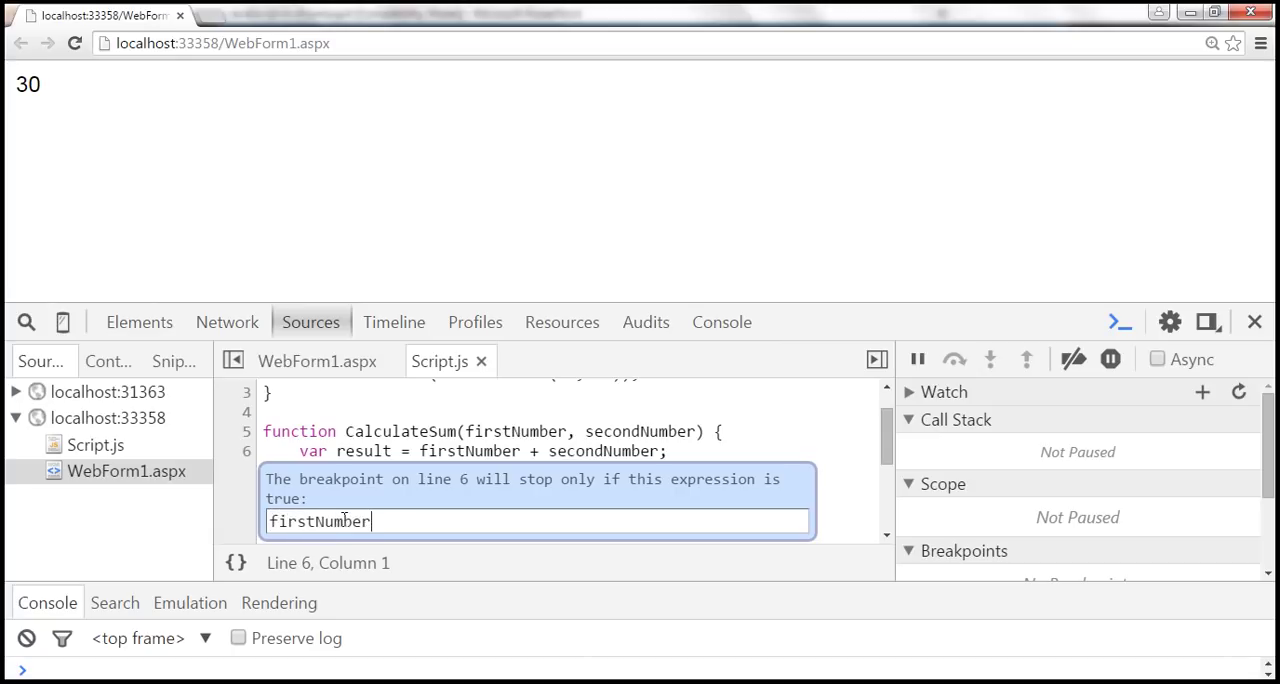 localhost:33358/WebForm
localhost:33358/WebForm1.aspx
30
Elements Network Sources Timeline Profiles Resources Audits Console
Sour... Cont... Snip... WebForm1.aspx Script.js Async
localhost:31363
localhost:33358
Script.js
WebForm1.aspx
3 }
4
5 function CalculateSum(firstNumber, secondNumber) {
6 var result = firstNumber + secondNumber;
The breakpoint on line 6 will stop only if this expression is
true:
firstNumber
{} Line 6, Column 1
Watch
Call Stack
Not Paused
Scope
Not Paused
Breakpoints
Console Search Emulation Rendering
<top frame> Preserve log